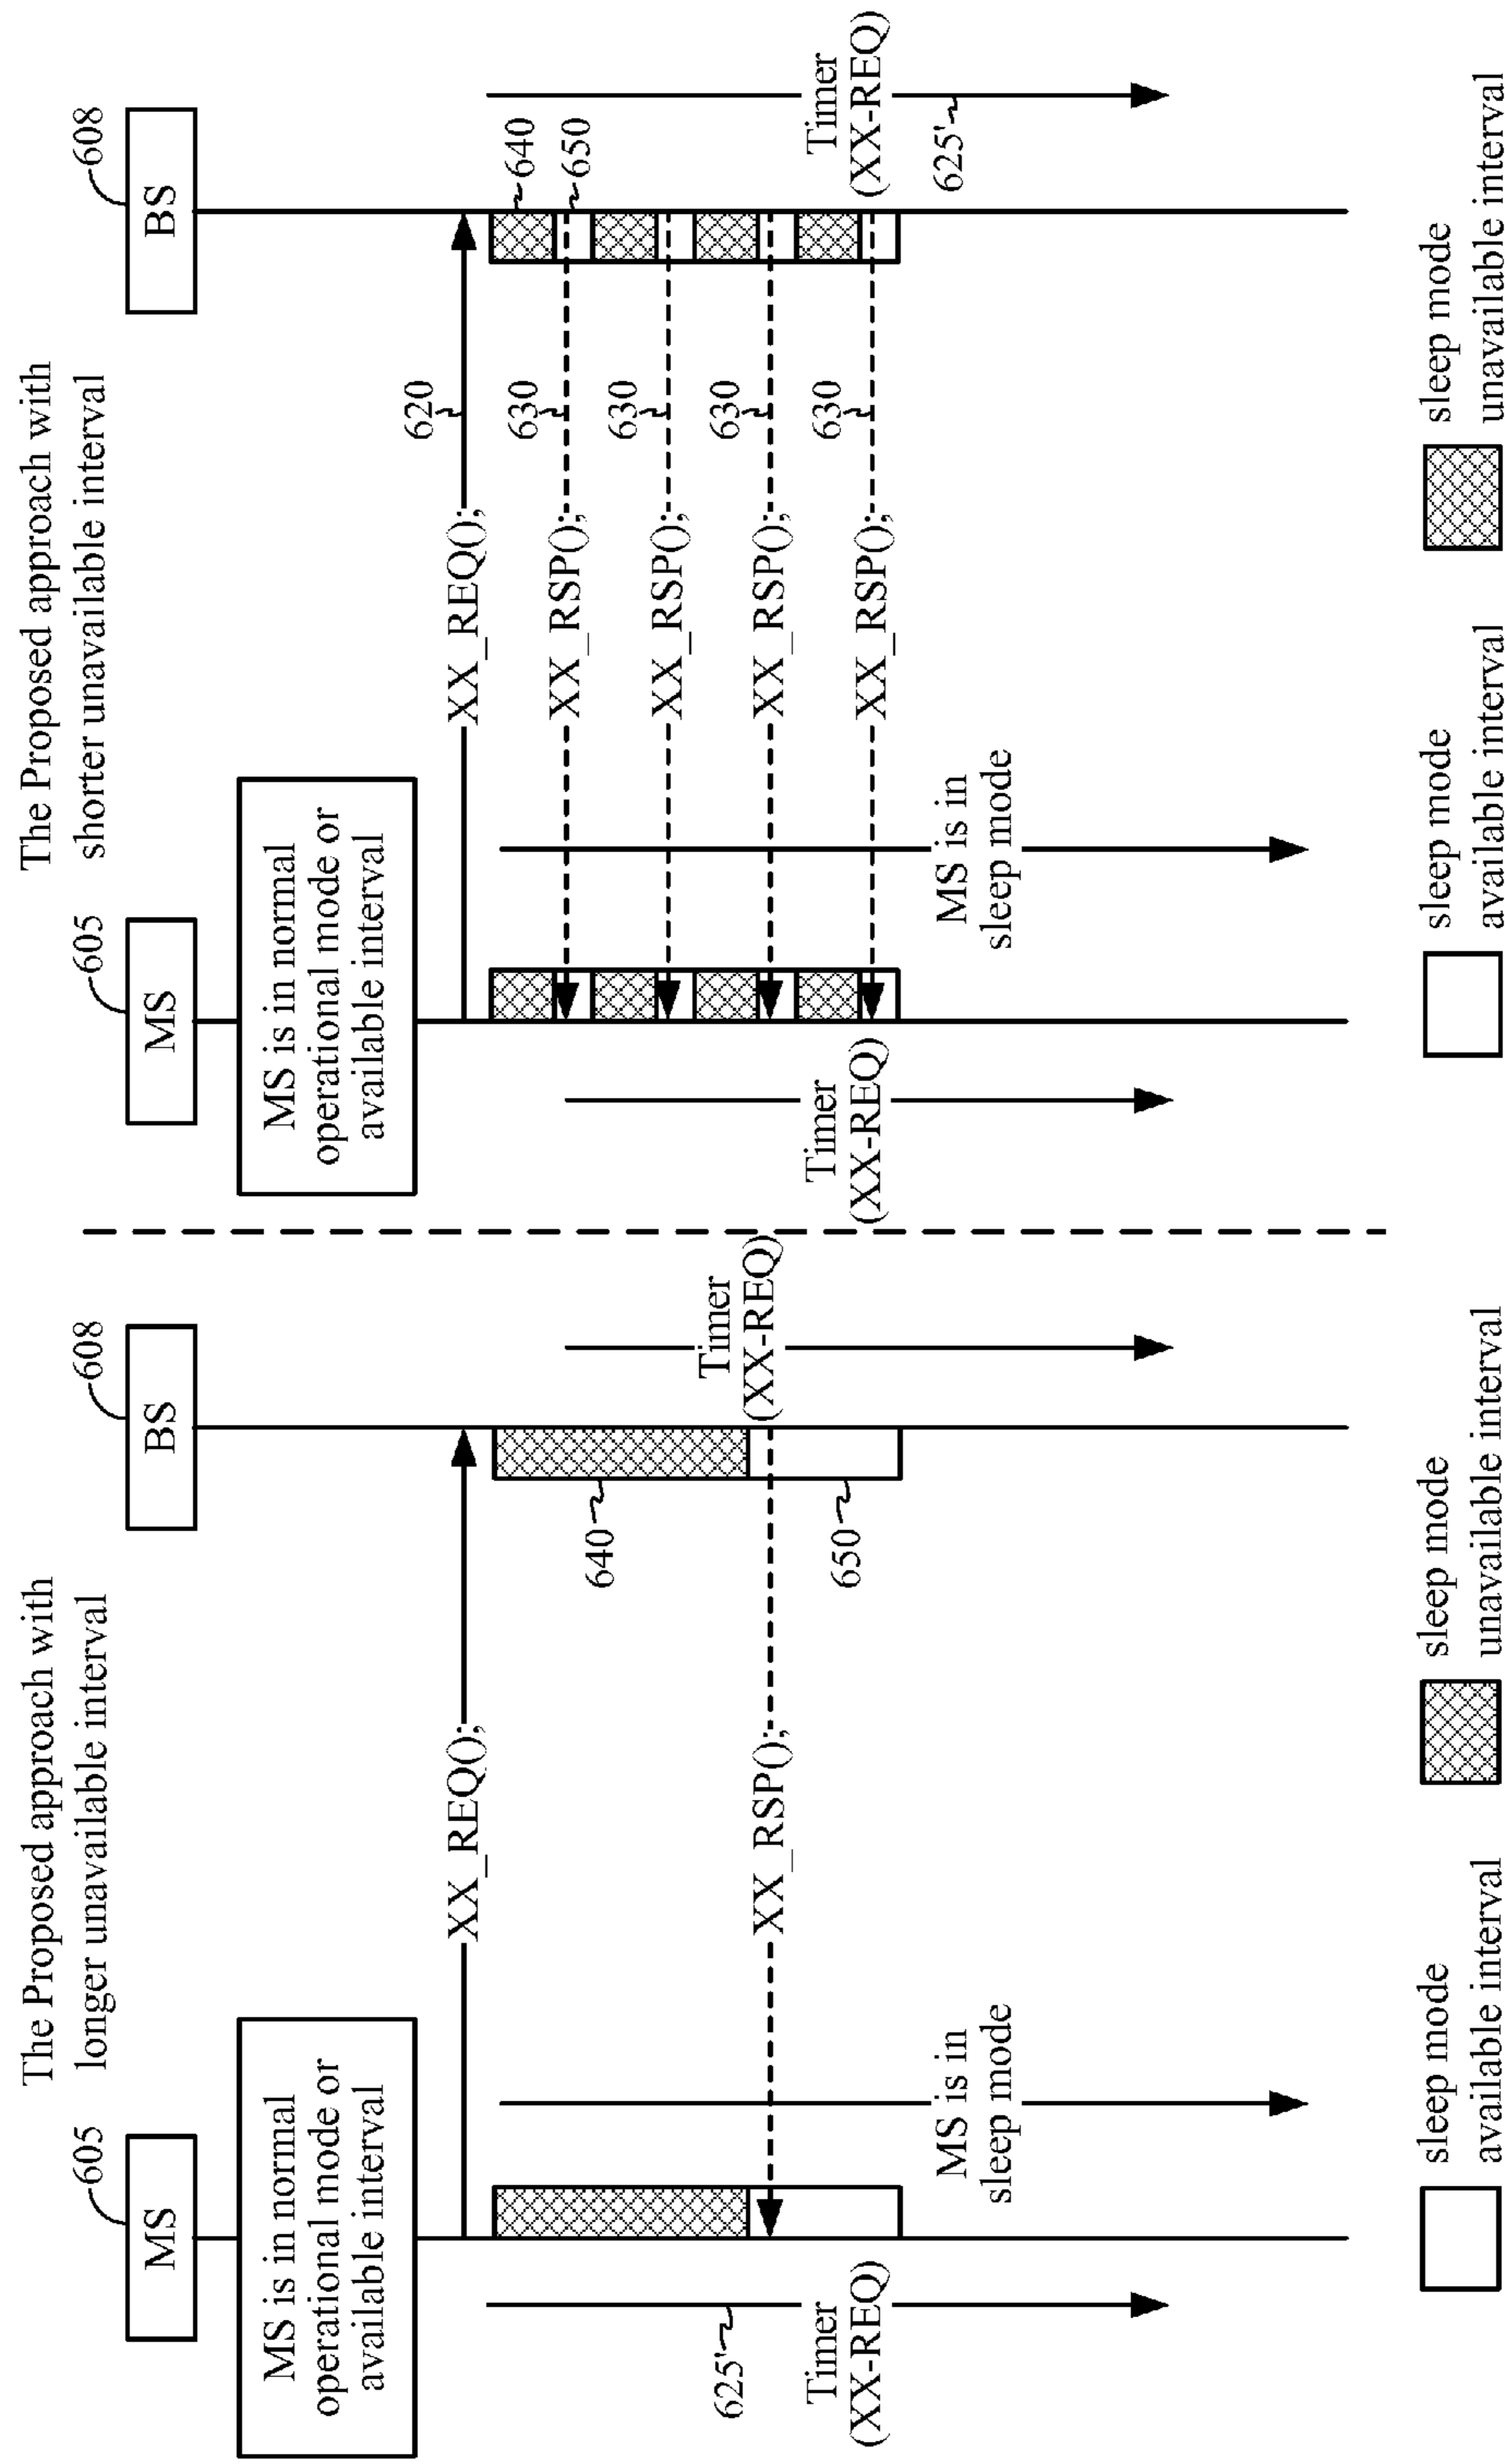 The Proposed approach with
longer unavailable interval
605
MS
608
BS
MS is in normal
operational mode or
available interval
XX_REQ();
640
XX_RSP();
650
625'
Timer
(XX-REQ)
Timer
(XX-REQ)
MS is in
sleep mode
sleep mode
available interval
sleep mode
unavailable interval
The Proposed approach with
shorter unavailable interval
605
MS
608
BS
MS is in normal
operational mode or
available interval
620
XX_REQ();
640
650
630
XX_RSP();
630
XX_RSP();
630
XX_RSP();
630
XX_RSP();
Timer
(XX-REQ)
Timer
(XX-REQ)
625'
MS is in
sleep mode
sleep mode
available interval
sleep mode
unavailable interval